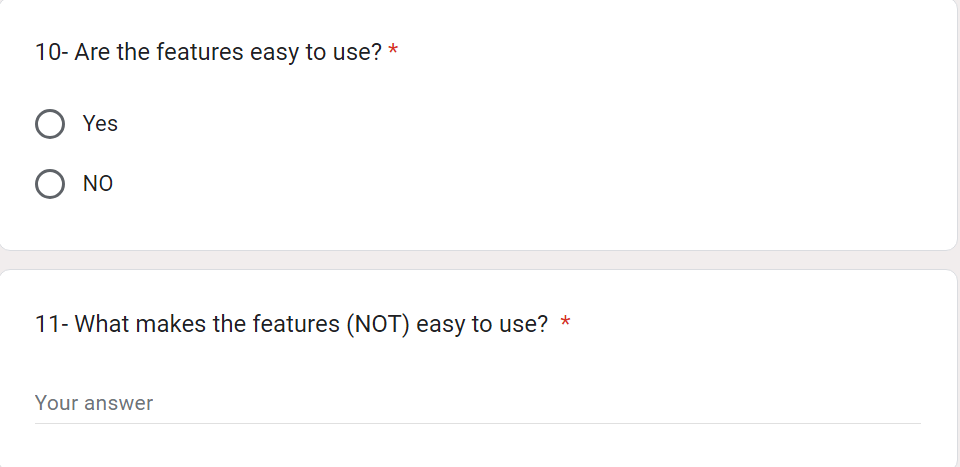 10- Are the features easy to use? *
Yes
NO
11- What makes the features (NOT) easy to use? *
Your answer